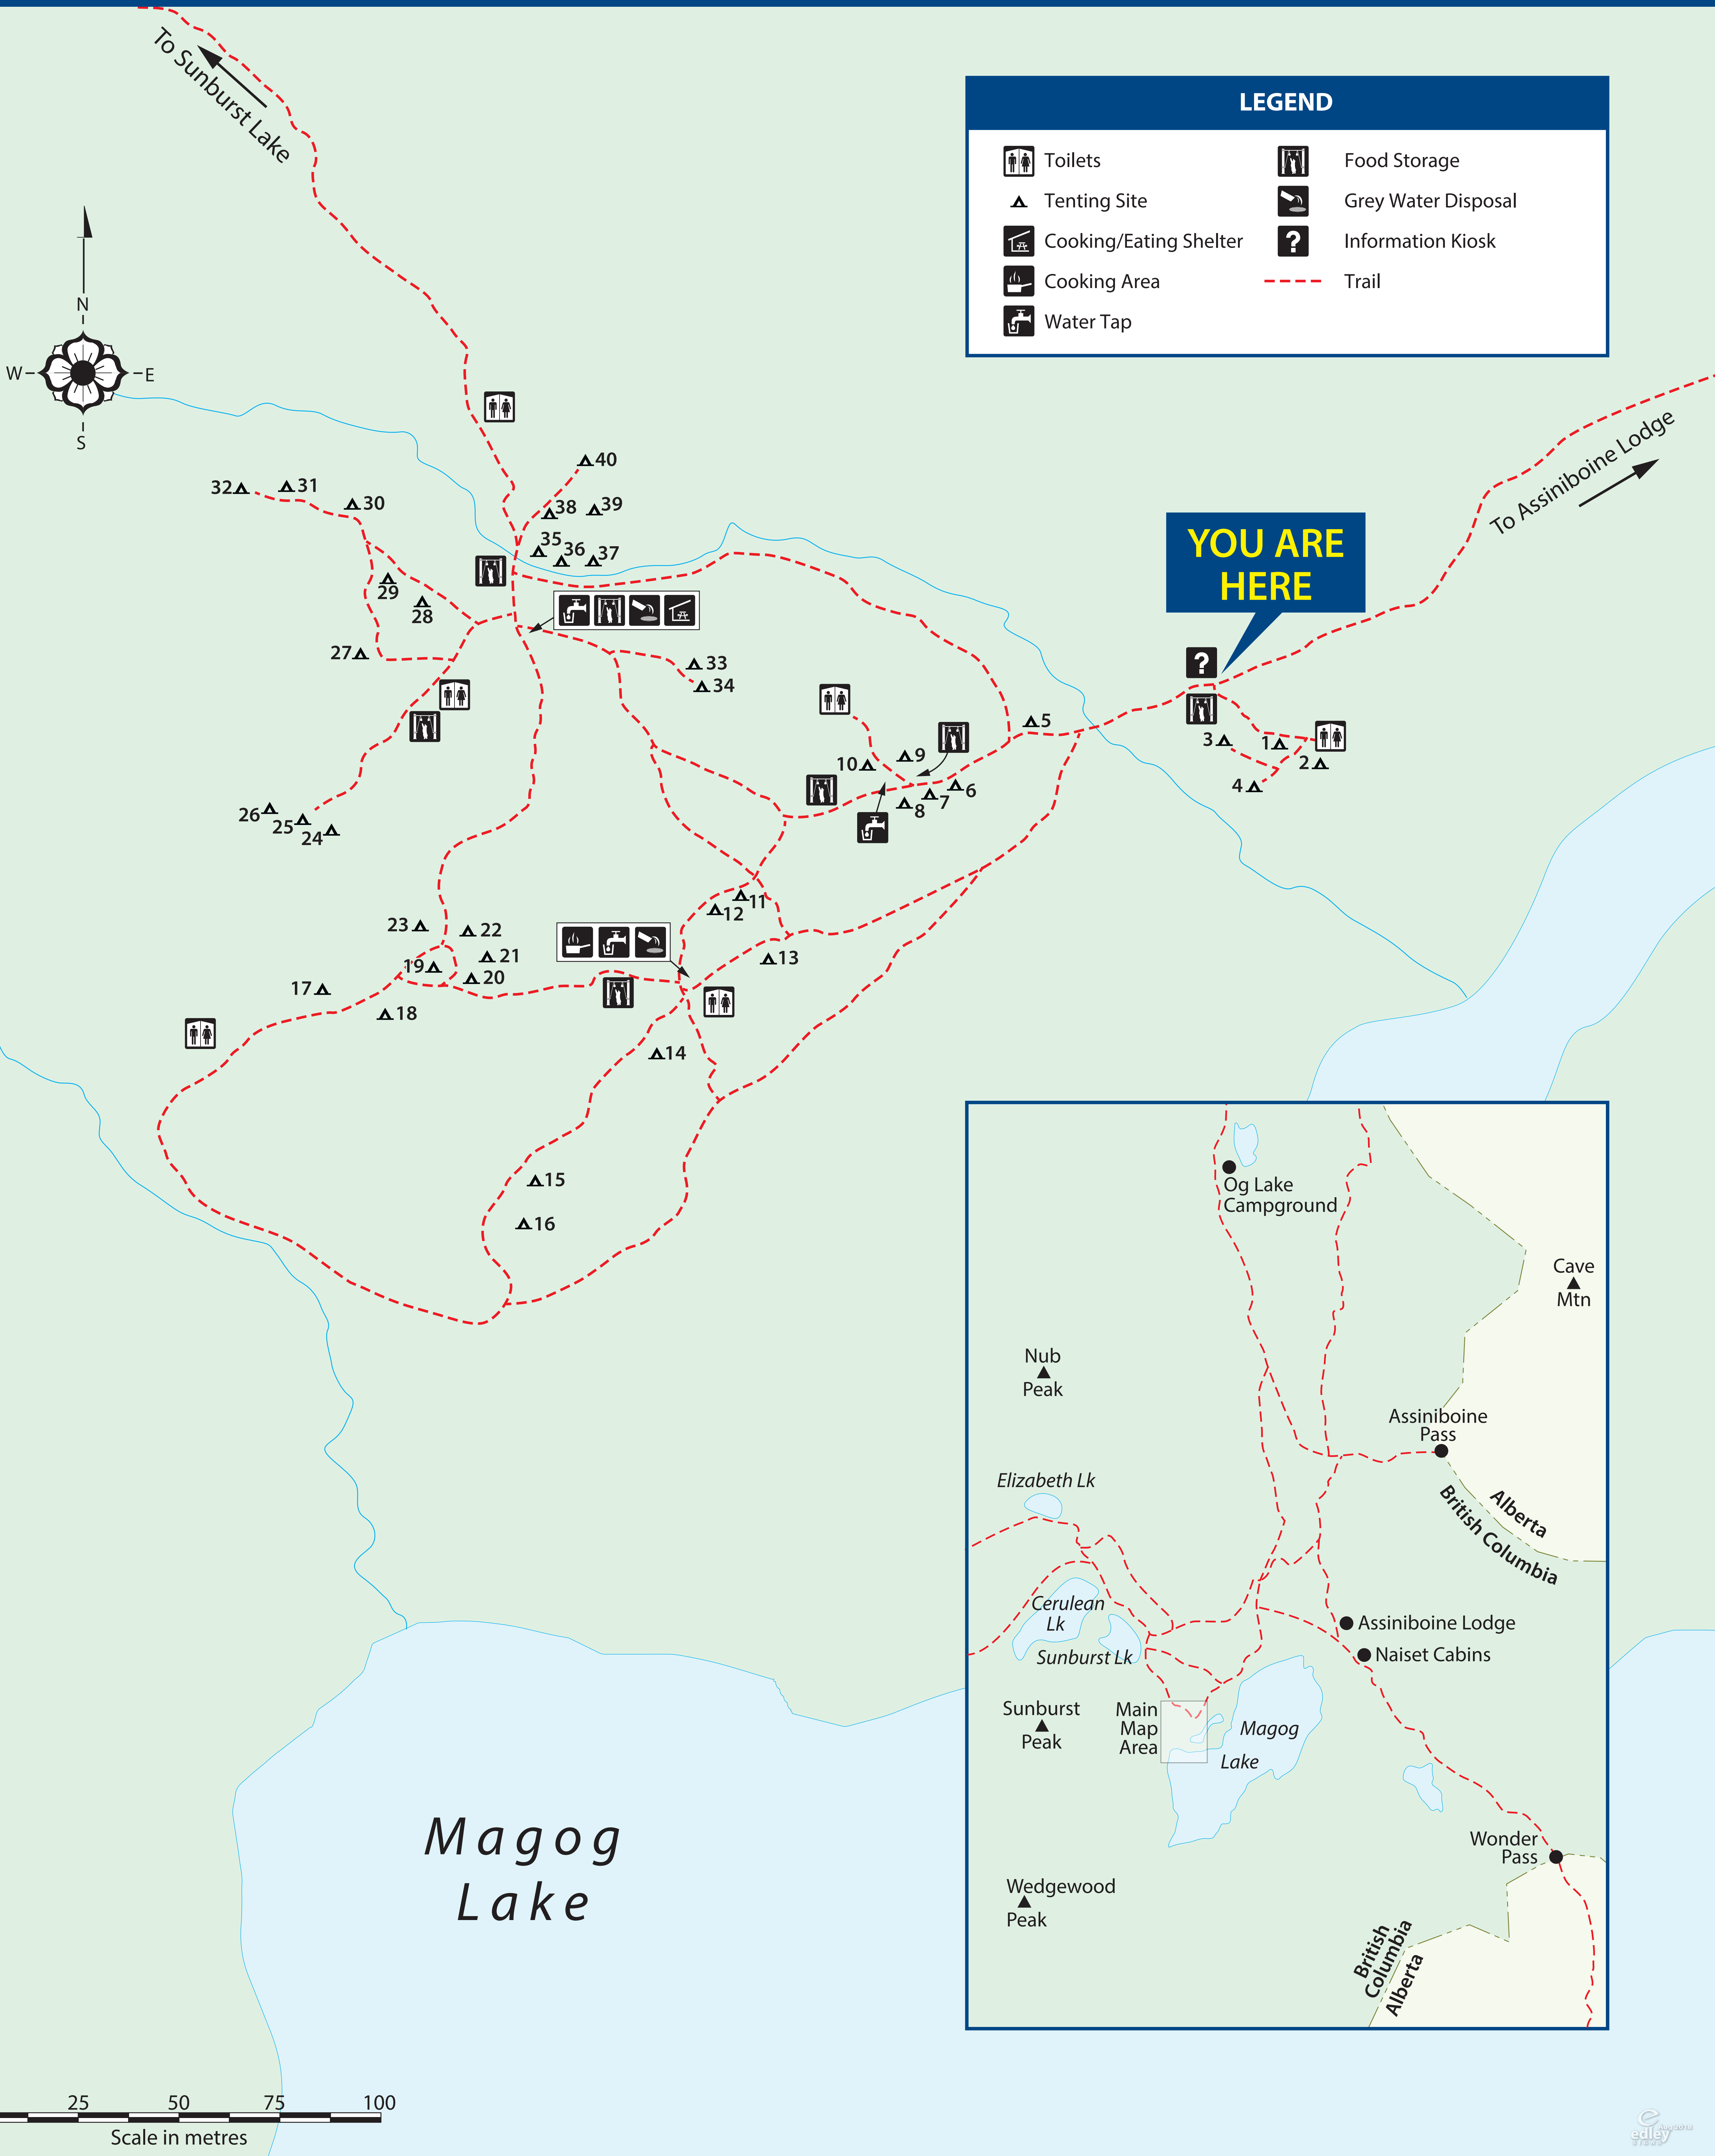 To Sunburst Lake
LEGEND
Toilets
Tenting Site
Cooking/Eating Shelter
Cooking Area
Water Tap
Food Storage
Grey Water Disposal
? Information Kiosk
Trail
N
W
E
S
To Assiniboine Lodge
YOU ARE
HERE
?
40
32
31
30
38
39
35
36
37
29
28
27
33
34
5
3
1
2
4
9
10
6
7
8
26
25
24
11
12
23
22
21
19
20
13
17
18
14
15
16
Og Lake
Campground
Cave
Mtn
Nub
Peak
Assiniboine
Pass
Elizabeth Lk
Alberta
British Columbia
Cerulean
Lk
Sunburst Lk
Assiniboine Lodge
Naiset Cabins
Sunburst
Peak
Main
Map
Area
Magog
Lake
Wonder
Pass
Wedgewood
Peak
British
Columbia
Alberta
Magog
Lake
25 50 75 100
Scale in metres
edley
SIGNS